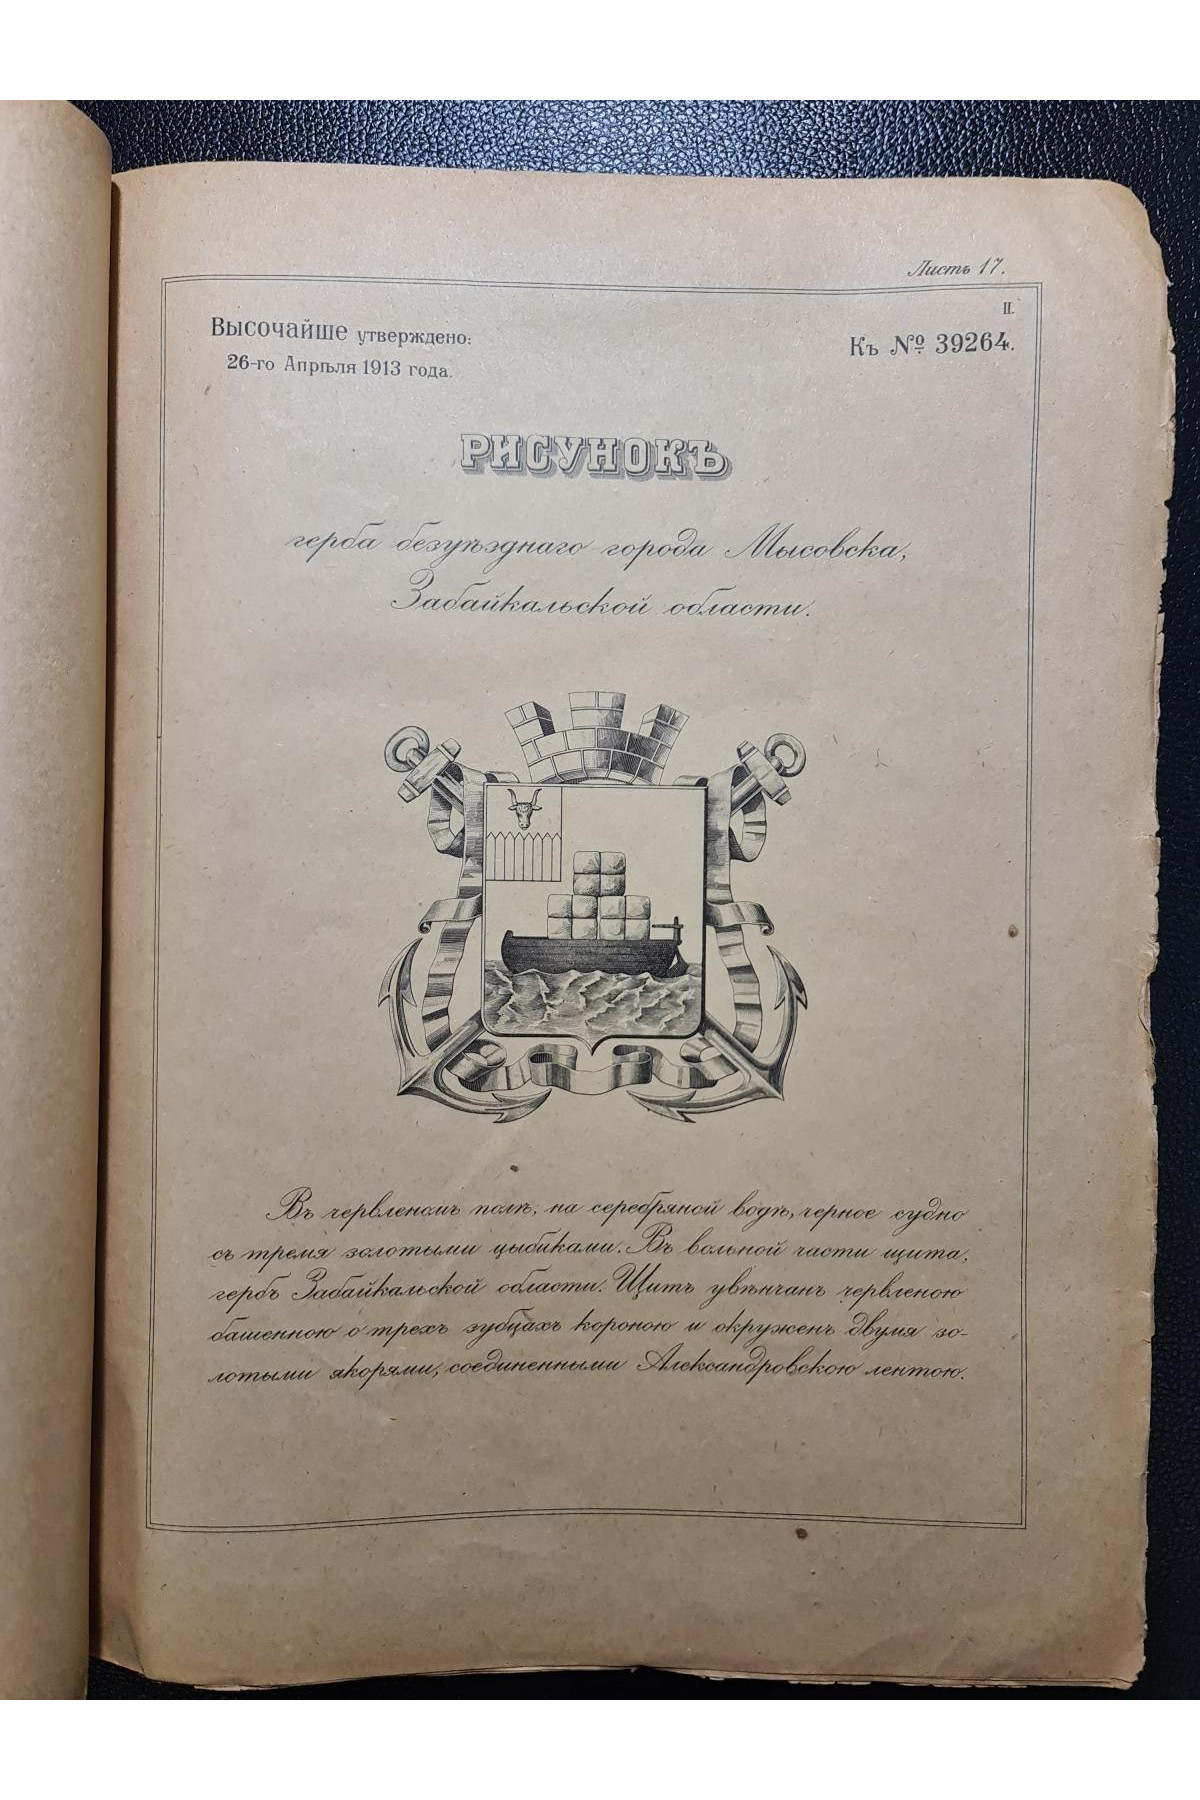 Листъ 17.
II.
Высочайше утверждено:
Къ № 39264.
26-го Апрѣля 1913 года.
РИСУНОКЪ
герба безуѣзднаго города Мысовска,
Забайкальской области.
Въ червленомъ полѣ, на серебряной водѣ, черное судно
съ тремя золотыми цыбиками. Въ вольной части щита,
гербъ Забайкальской области. Щитъ увѣнчанъ червленою
башенною о трехъ зубцахъ короною и окруженъ двумя зо-
лотыми якорями, соединенными Александровскою лентою.